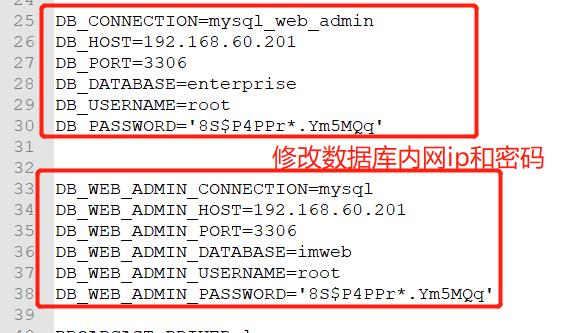 25 DB_CONNECTION=mysql_web_admin
26 DB_HOST=192.168.60.201
27 DB_PORT=3306
28 DB_DATABASE=enterprise
29 DB_USERNAME=root
30 DB_PASSWORD='8S$P4PPr*.Ym5MQq'
31
修改数据库内网ip和密码
32
33 DB_WEB_ADMIN_CONNECTION=mysql
34 DB_WEB_ADMIN_HOST=192.168.60.201
35 DB_WEB_ADMIN_PORT=3306
36 DB_WEB_ADMIN_DATABASE=imweb
37 DB_WEB_ADMIN_USERNAME=root
38 DB_WEB_ADMIN_PASSWORD='8S$P4PPr*.Ym5MQq'
39